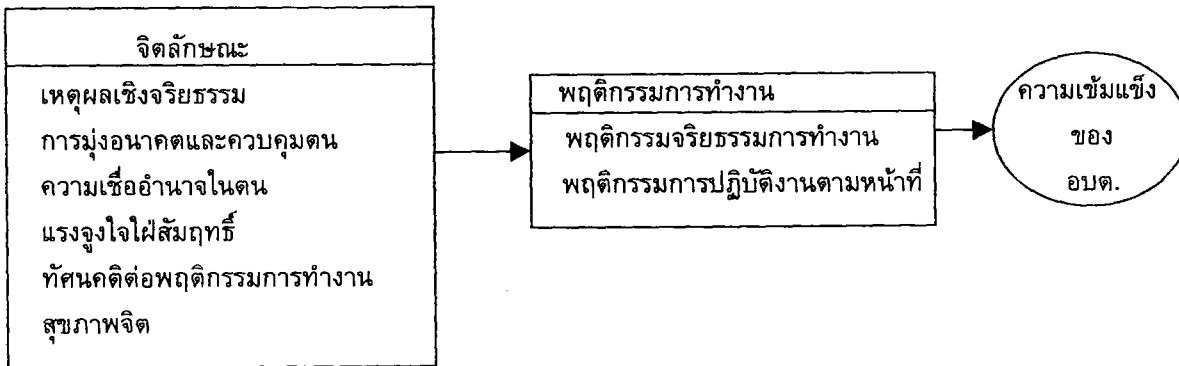 จิตลักษณะ
เหตุผลเชิงจริยธรรม
การมุ่งอนาคตและควบคุมตน
ความเชื่ออำนาจในตน
แรงจูงใจใฝ่สัมฤทธิ์
ทัศนคติต่อพฤติกรรมการทำงาน
สุขภาพจิต
พฤติกรรมการทำงาน
พฤติกรรมจริยธรรมการทำงาน
พฤติกรรมการปฏิบัติงานตามหน้าที่
ความเข้มแข็ง
ของ
อบต.